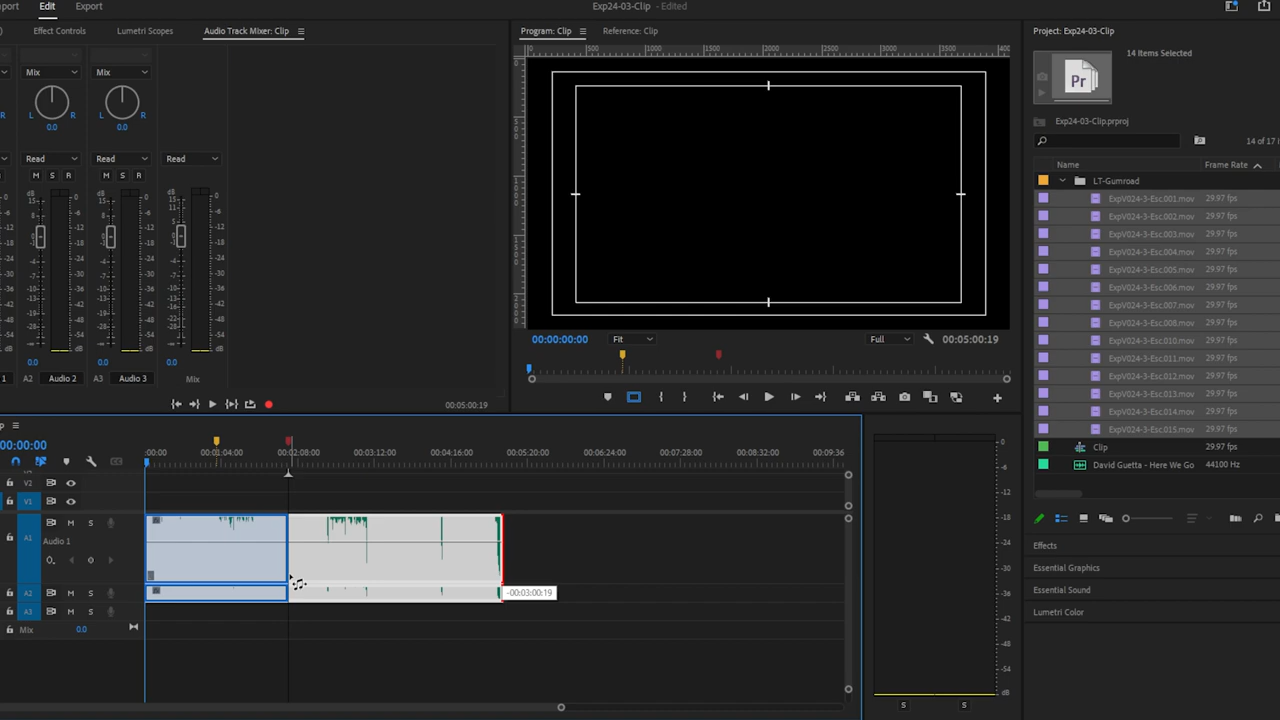 port
Edit
Export
Exp24-03-Clip - Edited
Effect Controls
Lumetri Scopes
Audio Track Mixer: Clip
Program: Clip
Reference: Clip
Project: Exp24-03-Clip
14 Items Selected
Exp24-03-Clip.prproj
14 of 17 
Name
Frame Rate
LT-Gumroad
ExpV024-3-Esc.001.mov 29.97 fps
ExpV024-3-Esc.002.mov 29.97 fps
ExpV024-3-Esc.003.mov 29.97 fps
ExpV024-3-Esc.004.mov 29.97 fps
ExpV024-3-Esc.005.mov 29.97 fps
ExpV024-3-Esc.006.mov 29.97 fps
ExpV024-3-Esc.007.mov 29.97 fps
ExpV024-3-Esc.008.mov 29.97 fps
ExpV024-3-Esc.010.mov 29.97 fps
ExpV024-3-Esc.011.mov 29.97 fps
ExpV024-3-Esc.012.mov 29.97 fps
ExpV024-3-Esc.013.mov 29.97 fps
ExpV024-3-Esc.014.mov 29.97 fps
ExpV024-3-Esc.015.mov 29.97 fps
Clip 29.97 fps
David Guetta - Here We Go 44100 Hz
Effects
Essential Graphics
Essential Sound
Lumetri Color
Mix Mix
L R L R
0.0 0.0
Read Read Read
M S R M S R
0.0 0.0 0.0
1 A2 Audio 2 A3 Audio 3 Mix
00:05:00:19
00:00:00:00 Fit Full 00:05:00:19
00:00:00
:00:00 00:01:04:00 00:02:08:00 00:03:12:00 00:04:16:00 00:05:20:00 00:06:24:00 00:07:28:00 00:08:32:00 00:09:36
V2
V1
A1 M S
Audio 1
A2 M S
A3 M S
Mix 0.0
-00:03:00:19
S S